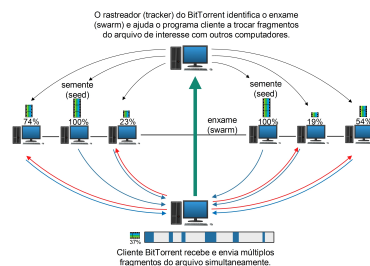 O rastreador (tracker) do BitTorrent identifica o enxame
(swarm) e ajuda o programa cliente a trocar fragmentos
do arquivo de interesse com outros computadores.
semente
(seed)
semente
(seed)
74%
100%
23%
enxame
(swarm)
100%
19%
54%
37%
Cliente BitTorrent recebe e envia múltiplos
fragmentos do arquivo simultaneamente.